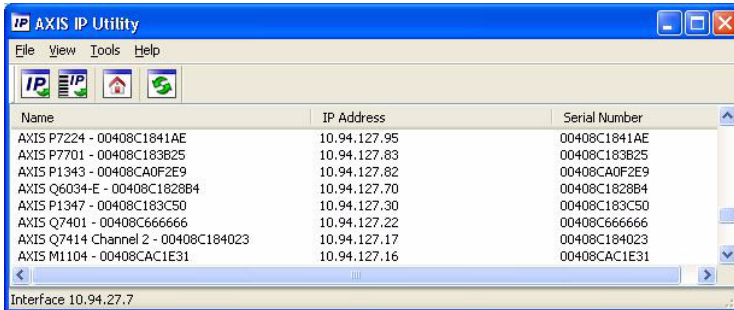 IP AXIS IP Utility
File View Tools Help
IP IP
Name IP Address Serial Number
AXIS P7224 - 00408C1841AE 10.94.127.95 00408C1841AE
AXIS P7701 - 00408C183B25 10.94.127.83 00408C183B25
AXIS P1343 - 00408CA0F2E9 10.94.127.82 00408CA0F2E9
AXIS Q6034-E - 00408C1828B4 10.94.127.70 00408C1828B4
AXIS P1347 - 00408C183C50 10.94.127.30 00408C183C50
AXIS Q7401 - 00408C666666 10.94.127.22 00408C666666
AXIS Q7414 Channel 2 - 00408C184023 10.94.127.17 00408C184023
AXIS M1104 - 00408CAC1E31 10.94.127.16 00408CAC1E31
Interface 10.94.27.7